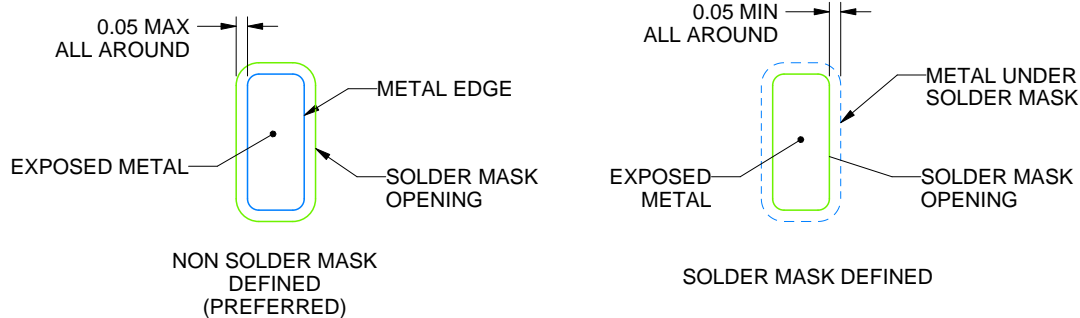 0.05 MAX
ALL AROUND
METAL EDGE
EXPOSED METAL
SOLDER MASK
OPENING
NON SOLDER MASK
DEFINED
(PREFERRED)
0.05 MIN
ALL AROUND
METAL UNDER
SOLDER MASK
EXPOSED
METAL
SOLDER MASK
OPENING
SOLDER MASK DEFINED